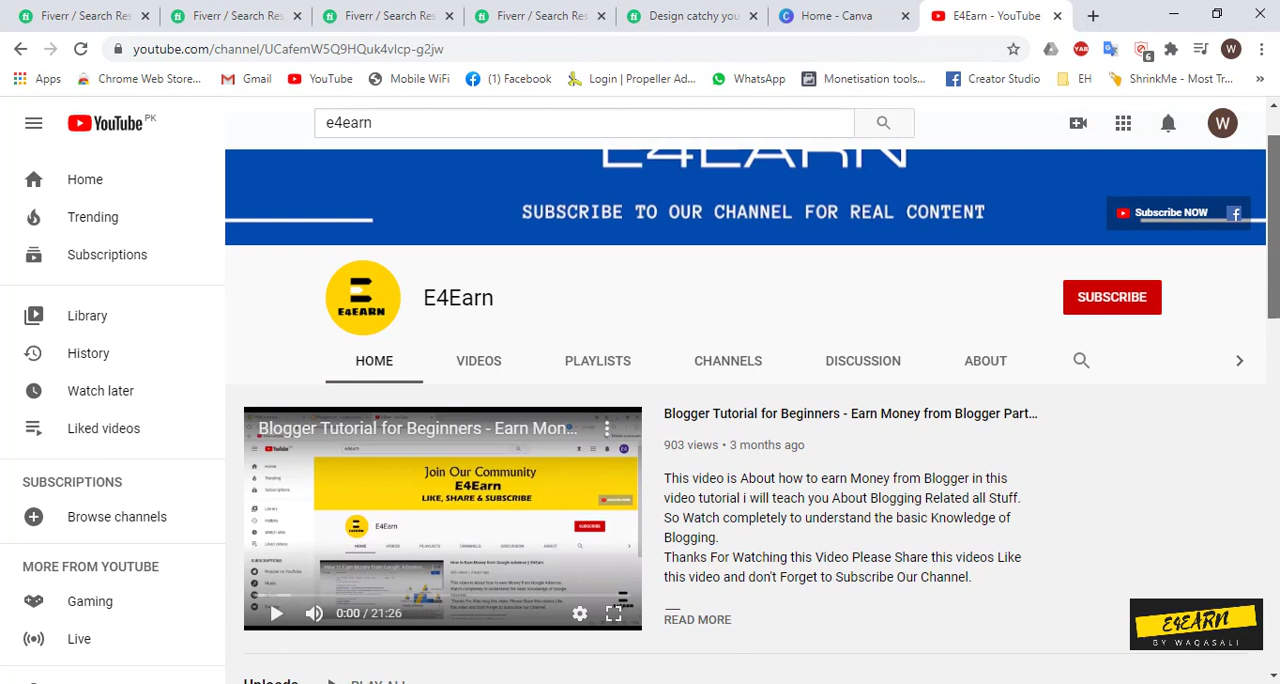 Fiverr / Search Res
Fiverr / Search Res
Fiverr / Search Res
Fiverr / Search Res
Design catchy you
Home - Canva
E4Earn - YouTube
youtube.com/channel/UCafemW5Q9HQuk4vlcp-g2jw
YAB
6
W
Apps
Chrome Web Store...
Gmail
YouTube
Mobile WiFi
(1) Facebook
Login | Propeller Ad...
WhatsApp
Monetisation tools...
Creator Studio
EH
ShrinkMe - Most Tr...
YouTube PK
e4earn
W
Home
Trending
Subscriptions
Library
History
Watch later
Liked videos
SUBSCRIPTIONS
Browse channels
MORE FROM YOUTUBE
Gaming
Live
E4EARN
SUBSCRIBE TO OUR CHANNEL FOR REAL CONTENT
Subscribe NOW
E4EARN
E4Earn
SUBSCRIBE
HOME
VIDEOS
PLAYLISTS
CHANNELS
DISCUSSION
ABOUT
Blogger Tutorial for Beginners - Earn Mon...
Join Our Community
E4Earn
LIKE, SHARE & SUBSCRIBE
E4Earn
SUBSCRIBE
0:00 / 21:26
Blogger Tutorial for Beginners - Earn Money from Blogger Part...
903 views • 3 months ago
This video is About how to earn Money from Blogger in this
video tutorial i will teach you About Blogging Related all Stuff.
So Watch completely to understand the basic Knowledge of
Blogging.
Thanks For Watching this Video Please Share this videos Like
this video and don't Forget to Subscribe Our Channel.
READ MORE
E4EARN
BY WAQASALI
Uploads
PLAY ALL